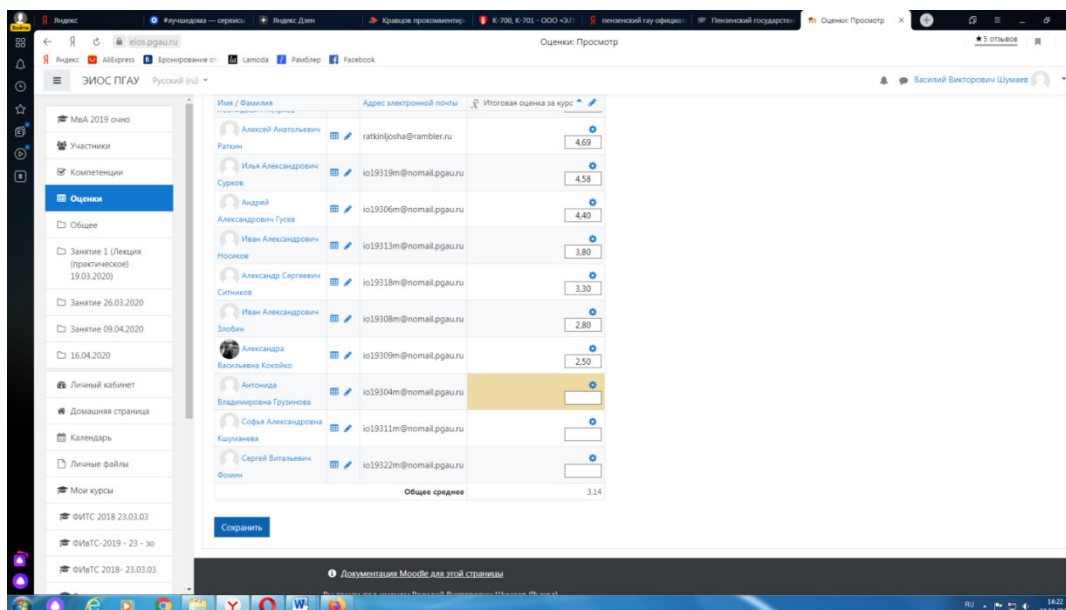 Яндекс
#лучшедома — сервисы
Яндекс.Дзен
Кравцов прокомментир
К-700, К-701 - ООО «З.П.
пензенский гау официал
Пензенский государстве
Оценки: Просмотр
eios.pgau.ru
Оценки: Просмотр
★ 5 отзывов
Яндекс
AliExpress
Бронирование от
Lamoda
Рамблер
Facebook
ЭИОС ПГАУ
Русский (ru)
Василий Викторович Шумаев
МвА 2019 очно
Участники
Компетенции
Оценки
Общее
Занятие 1 (Лекция
(практическое)
19.03.2020)
Занятие 26.03.2020
Занятие 09.04.2020
16.04.2020
Личный кабинет
Домашняя страница
Календарь
Личные файлы
Мои курсы
ФИТС 2018 23.03.03
ФИвТС-2019 - 23 - зо
ФИвТС 2018- 23.03.03
Имя / Фамилия
Адрес электронной почты
Итоговая оценка за курс
Алексей Анатольевич
Раткин
ratkinljosha@rambler.ru
4,69
Илья Александрович
Сурков
io19319m@nomail.pgau.ru
4,58
Андрей
Александрович Гусев
io19306m@nomail.pgau.ru
4,40
Иван Александрович
Носиков
io19313m@nomail.pgau.ru
3,80
Александр Сергеевич
Ситников
io19318m@nomail.pgau.ru
3,30
Иван Александрович
Злобин
io19308m@nomail.pgau.ru
2,80
Александра
Васильевна Кокойко
io19309m@nomail.pgau.ru
2,50
Антонида
Владимировна Грузинова
io19304m@nomail.pgau.ru
Софья Александровна
Кшуманева
io19311m@nomail.pgau.ru
Сергей Витальевич
Фомин
io19322m@nomail.pgau.ru
Общее среднее
3,14
Сохранить
Документация Moodle для этой страницы
RU
14:22